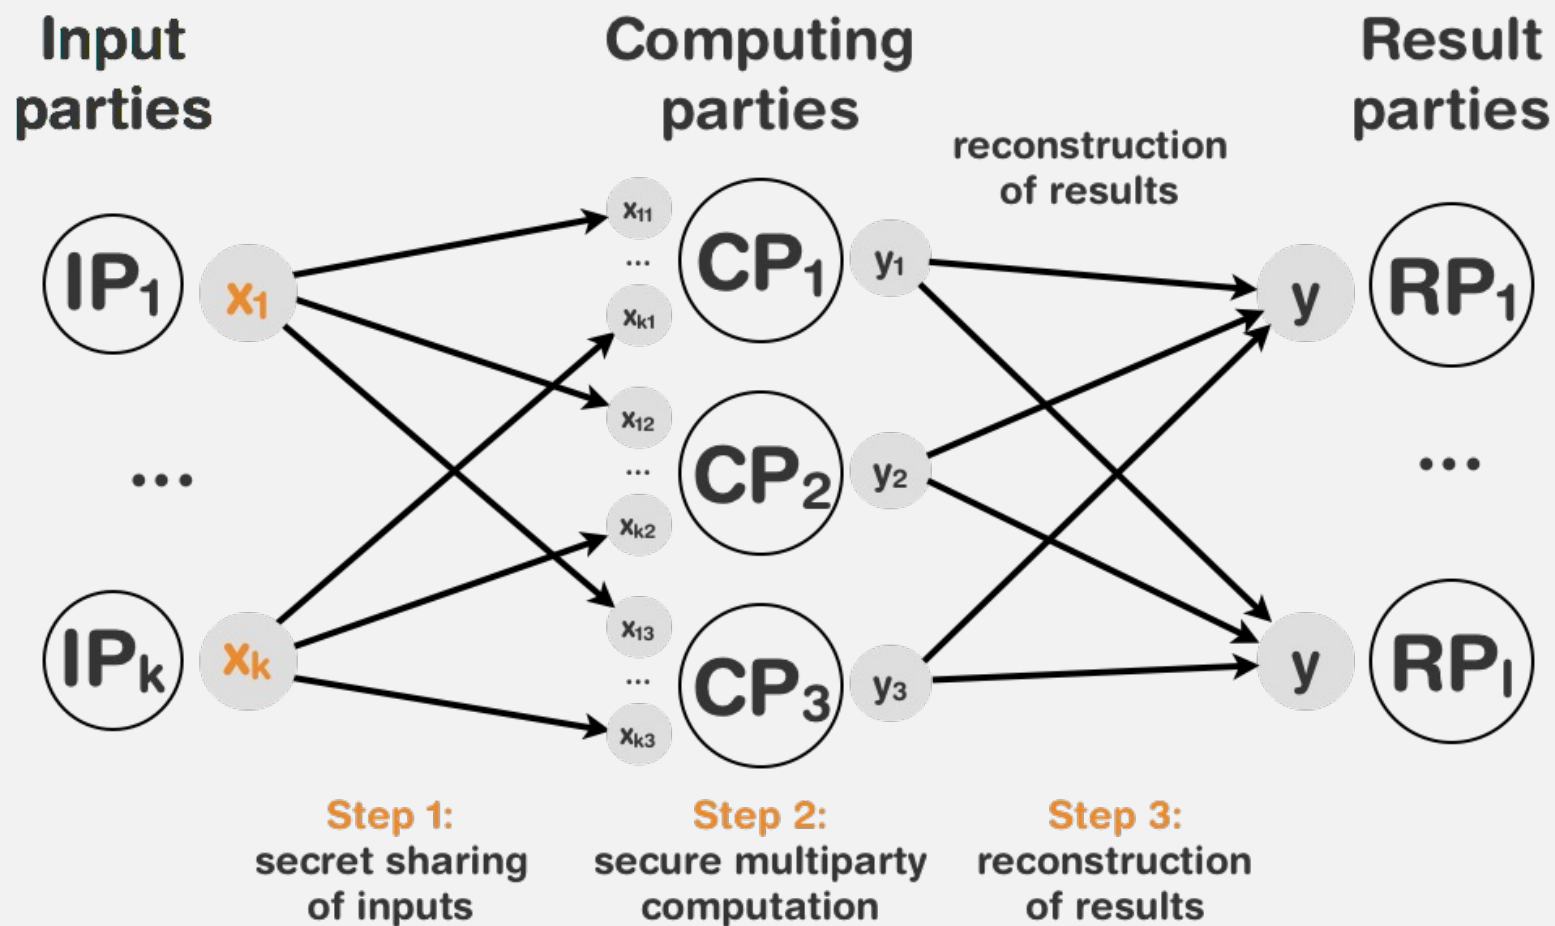 Input
parties
Computing
parties
Result
parties
reconstruction
of results
IP₁
x₁
...
IPₖ
xₖ
x₁₁
...
xₖ₁
CP₁
y₁
x₁₂
...
xₖ₂
CP₂
y₂
x₁₃
...
xₖ₃
CP₃
y₃
y
RP₁
...
y
RPₗ
Step 1:
secret sharing
of inputs
Step 2:
secure multiparty
computation
Step 3:
reconstruction
of results